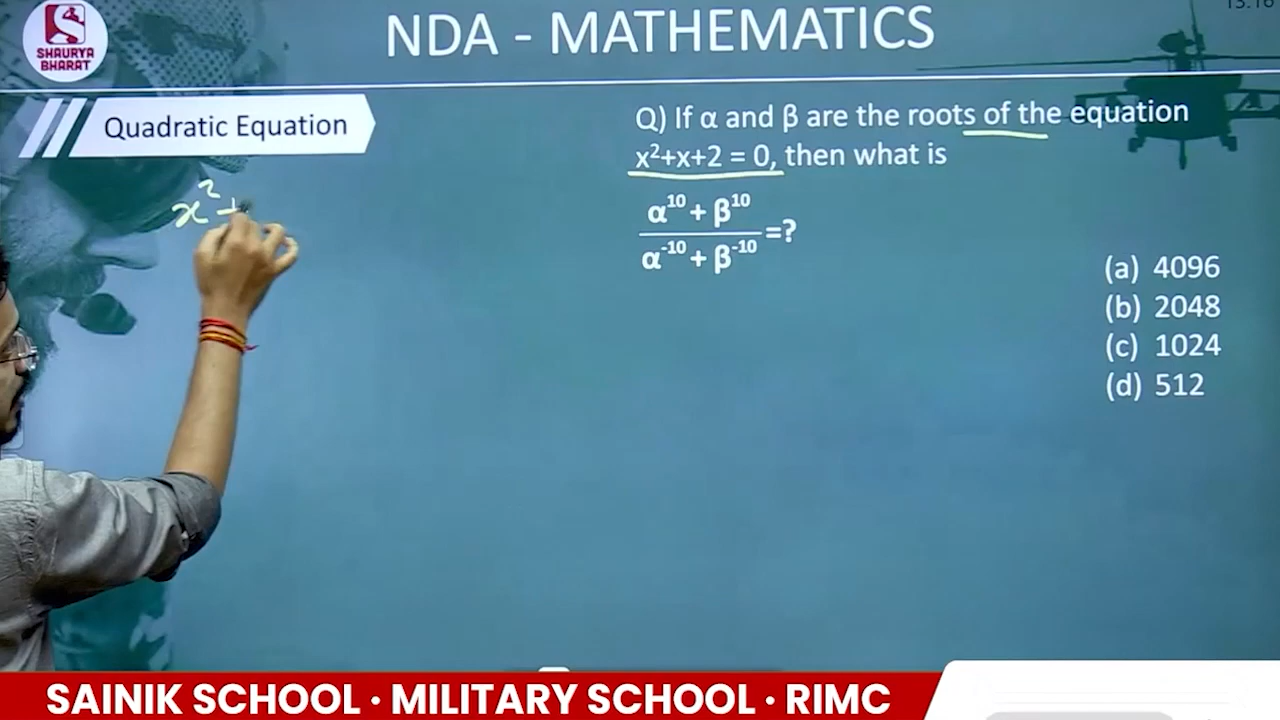 SHAURYA
BHARAT
NDA - MATHEMATICS
Quadratic Equation
x² +
Q) If α and β are the roots of the equation
x²+x+2 = 0, then what is
α¹⁰ + β¹⁰
α⁻¹⁰ + β⁻¹⁰
=?
(a) 4096
(b) 2048
(c) 1024
(d) 512
SAINIK SCHOOL · MILITARY SCHOOL · RIMC